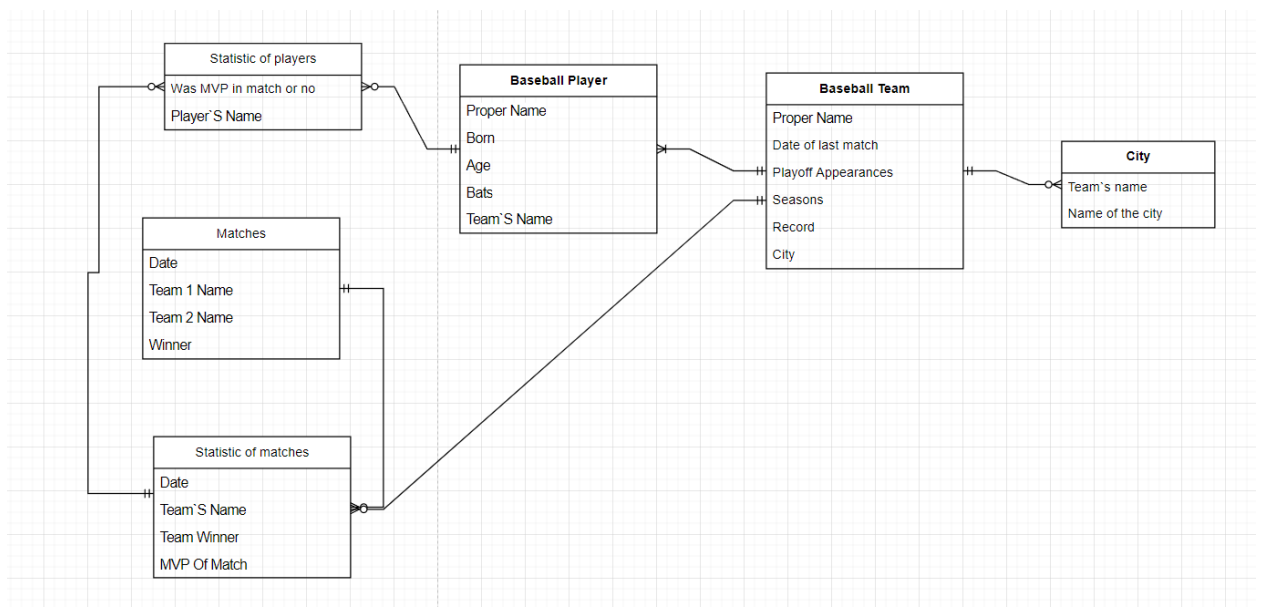 Statistic of players
Was MVP in match or no
Player`S Name
Baseball Player
Proper Name
Born
Age
Bats
Team`S Name
Baseball Team
Proper Name
Date of last match
Playoff Appearances
Seasons
Record
City
City
Team`s name
Name of the city
Matches
Date
Team 1 Name
Team 2 Name
Winner
Statistic of matches
Date
Team`S Name
Team Winner
MVP Of Match